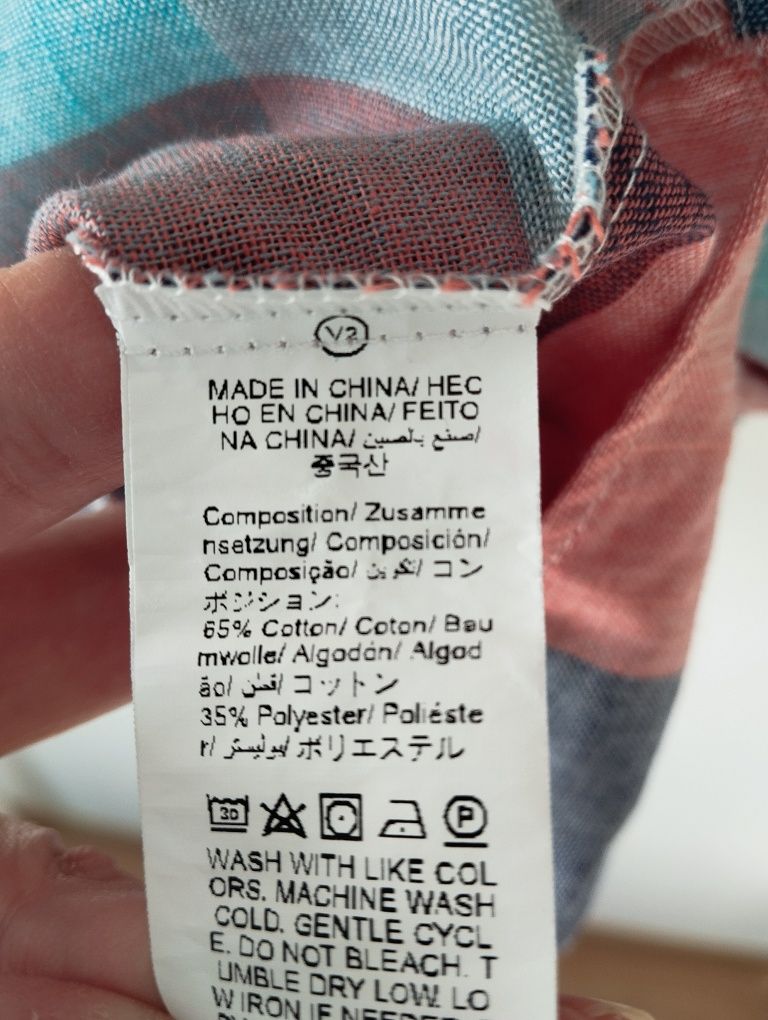 V2
MADE IN CHINA/ HEC
HO EN CHINA/ FEITO
NA CHINA/ صنع بالصين/
중국산
Composition/ Zusamme
nsetzung/ Composición/
Composição/ تكوين/ コン
ポジション:
65% Cotton/ Coton/ Bau
mwolle/ Algodón/ Algod
ão/ قطن/ コットン
35% Polyester/ Poliéste
r/ بوليستر/ ポリエステル
30 P
WASH WITH LIKE COL
ORS. MACHINE WASH
COLD. GENTLE CYCL
E. DO NOT BLEACH. T
UMBLE DRY LOW. LO
W IRON IF NEEDED